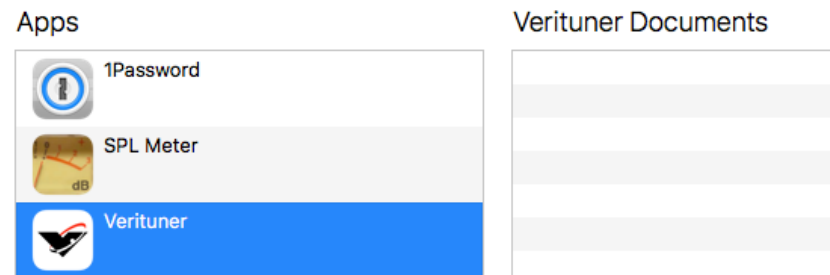 Apps
Verituner Documents
1Password
SPL Meter
dB
Verituner